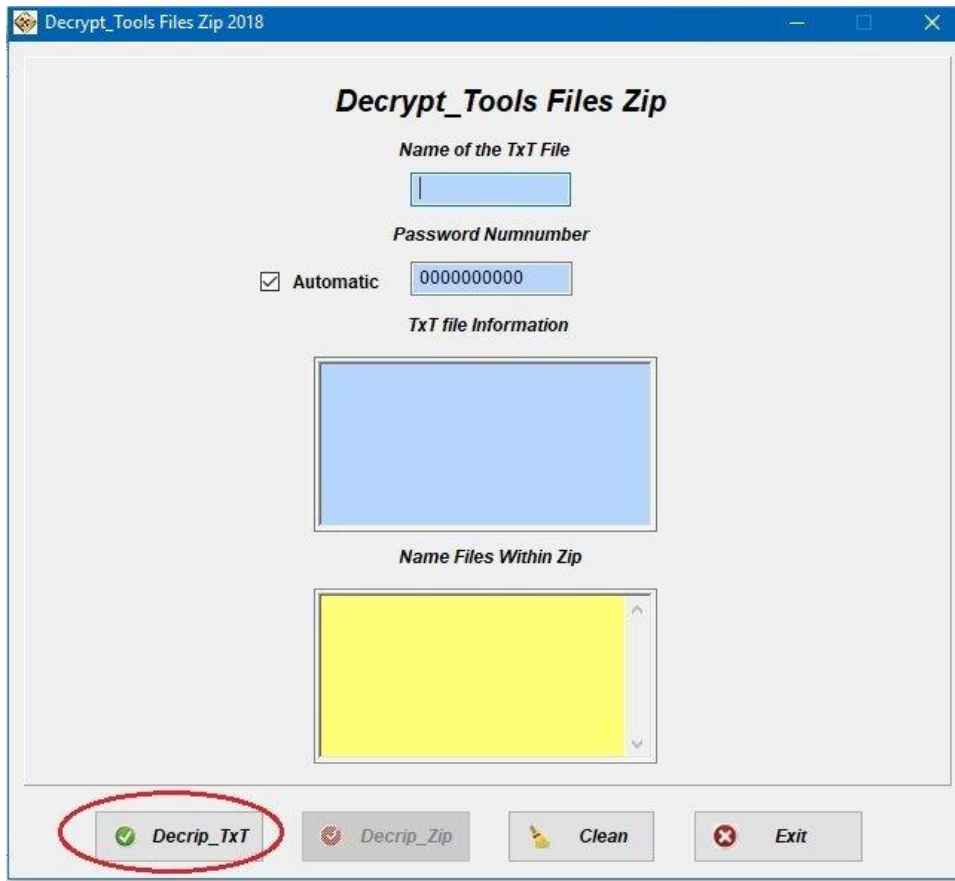 Decrypt_Tools Files Zip 2018
Decrypt_Tools Files Zip
Name of the TxT File
Password Numnumber
Automatic 0000000000
TxT file Information
Name Files Within Zip
Decrip_TxT Decrip_Zip Clean Exit